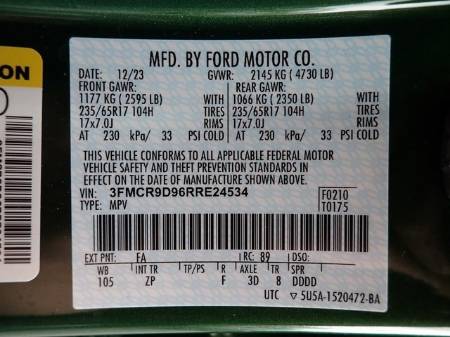 ON
MFD. BY FORD MOTOR CO.
DATE: 12/23 GVWR: 2145 KG ( 4730 LB)
FRONT GAWR: REAR GAWR:
1177 KG ( 2595 LB) WITH 1066 KG ( 2350 LB) WITH
235/65R17 104H TIRES 235/65R17 104H TIRES
17x7.0J RIMS 17x7.0J RIMS
AT 230 kPa/ 33 PSI COLD AT 230 kPa/ 33 PSI COLD
THIS VEHICLE CONFORMS TO ALL APPLICABLE FEDERAL MOTOR
VEHICLE SAFETY AND THEFT PREVENTION STANDARDS
IN EFFECT ON THE DATE OF MANUFACTURE SHOWN ABOVE.
VIN: 3FMCR9D96RRE24534 F0210
TYPE: MPV T0175
EXT PNT: FA RC: 89 DSO:
WB INT TR TP/PS R AXLE TR SPR
105 ZP F 3D 8 DDDD
UTC 5U5A-1520472-BA